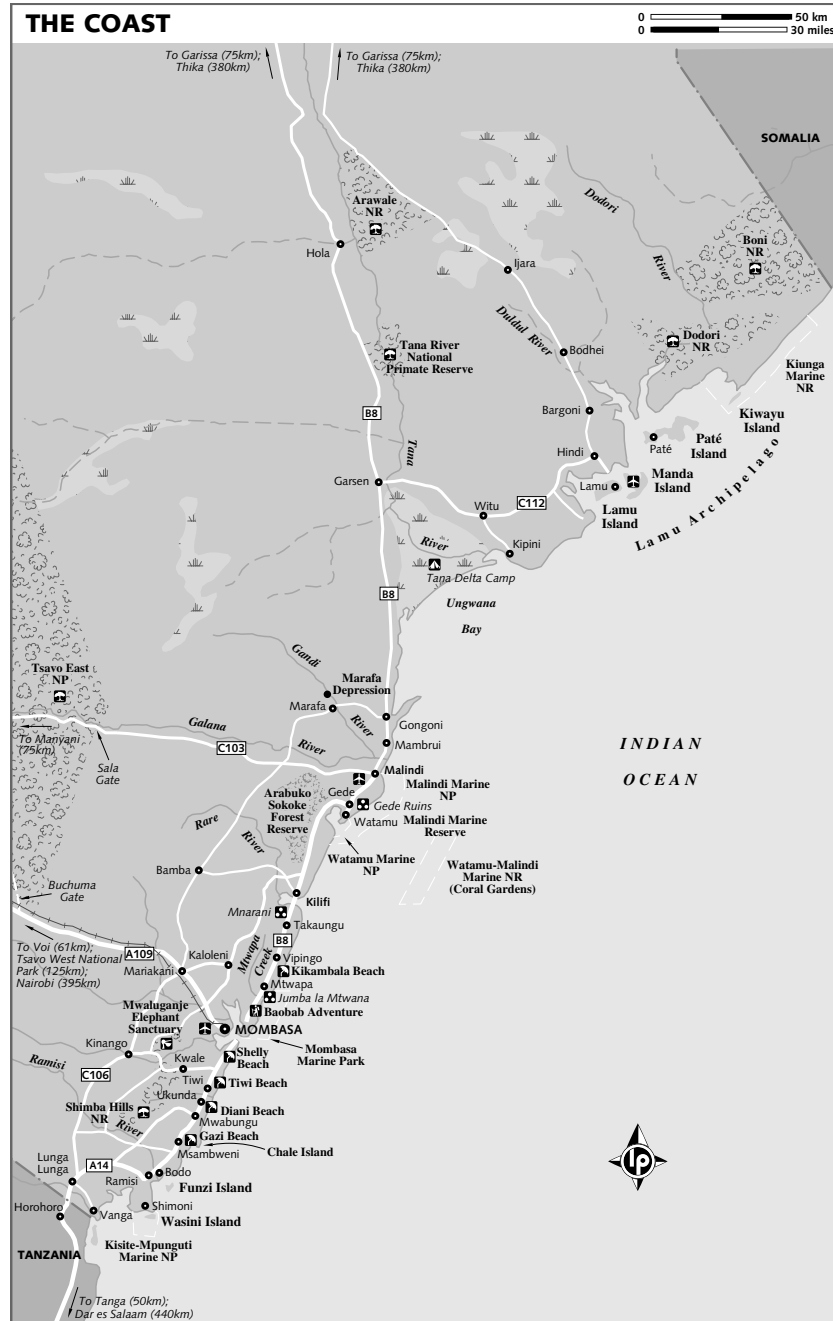 THE COAST
0 50 km
0 30 miles
To Garissa (75km);
Thika (380km)
To Garissa (75km);
Thika (380km)
SOMALIA
Dodori
River
Arawale
NR
Boni
NR
Hola
Ijara
Duldul River
Dodori
NR
Tana River
National
Primate Reserve
Bodhei
Kiunga
Marine
NR
B8
Bargoni
Kiwayu
Island
Tana
Paté
Paté
Island
Hindi
Garsen
Lamu
Manda
Island
C112
Witu
Lamu
Island
Lamu Archipelago
River
Kipini
Tana Delta Camp
B8
Ungwana
Bay
Gandi
Tsavo East
NP
Marafa
Depression
Marafa
River
Galana
Gongoni
To Manyani
(75km)
C103
River
Mambrui
INDIAN
OCEAN
Sala
Gate
Malindi
Malindi Marine
NP
Arabuko
Sokoke
Forest
Reserve
Gede
Gede Ruins
Watamu
Malindi Marine
Reserve
Rare
River
Watamu Marine
NP
Watamu-Malindi
Marine NR
(Coral Gardens)
Bamba
Buchuma
Gate
Kilifi
Mnarani
Takaungu
To Voi (61km);
Tsavo West National
Park (125km);
Nairobi (395km)
A109
B8
Mtwapa
Creek
Kaloleni
Vipingo
Mariakani
Kikambala Beach
Mtwapa
Jumba la Mtwana
Mwaluganje
Elephant
Sanctuary
Baobab Adventure
MOMBASA
Kinango
Mombasa
Marine Park
Shelly
Beach
Ramisi
Kwale
C106
Tiwi
Tiwi Beach
Ukunda
Shimba Hills
NR
Diani Beach
Mwabungu
River
Gazi Beach
Msambweni
Chale Island
Lunga
Lunga
A14
Ramisi
Bodo
Funzi Island
Horohoro
Vanga
Shimoni
Wasini Island
TANZANIA
Kisite-Mpunguti
Marine NP
To Tanga (50km);
Dar es Salaam (440km)
lp